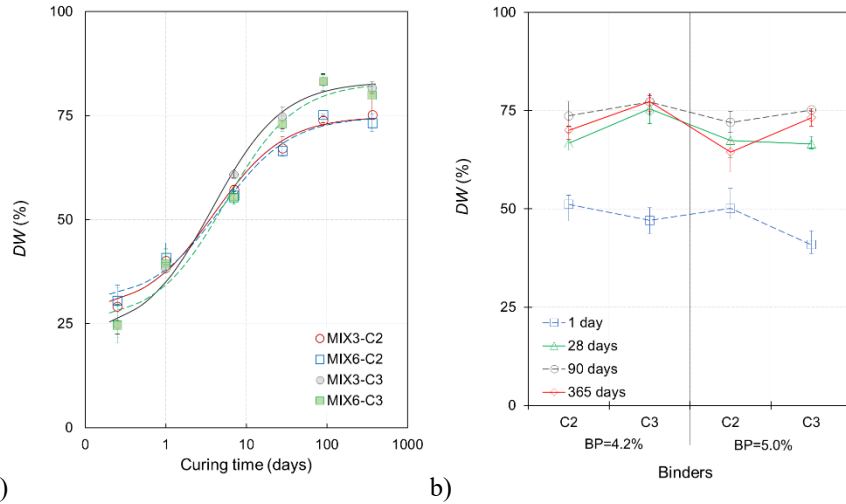 100
75
50
25
0
DW (%)
0 1 10 100 1000
Curing time (days)
MIX3-C2
MIX6-C2
MIX3-C3
MIX6-C3
)
b)
100
75
50
25
0
DW (%)
1 day
28 days
90 days
365 days
C2 C3 C2 C3
BP=4.2% BP=5.0%
Binders